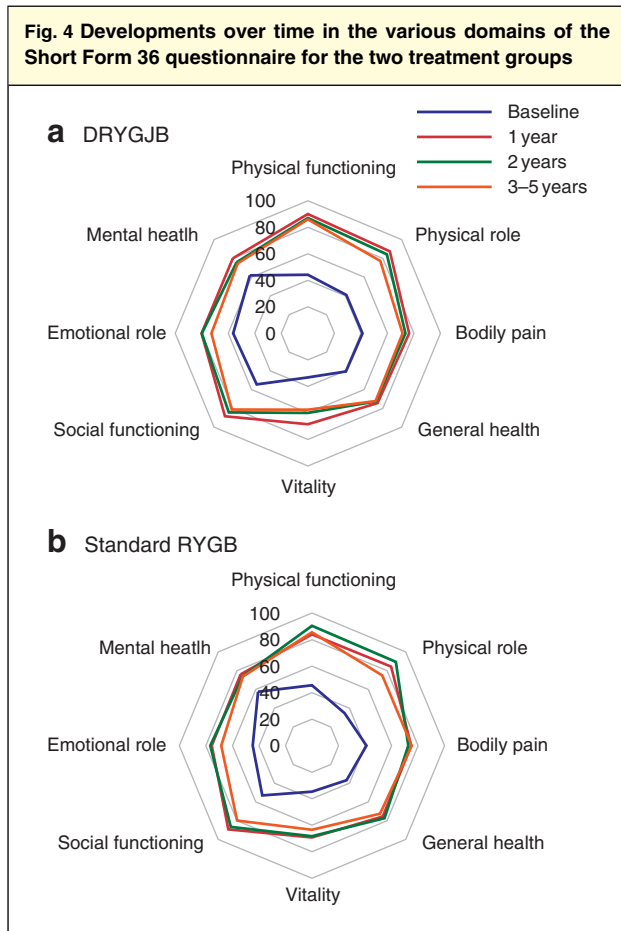 Fig. 4 Developments over time in the various domains of the
Short Form 36 questionnaire for the two treatment groups
Baseline
1 year
2 years
3–5 years
a DRYGJB
Physical functioning
100
80
60
40
20
0
Mental heatlh
Physical role
Emotional role
Bodily pain
Social functioning
General health
Vitality
b Standard RYGB
Physical functioning
100
80
60
40
20
0
Mental heatlh
Physical role
Emotional role
Bodily pain
Social functioning
General health
Vitality